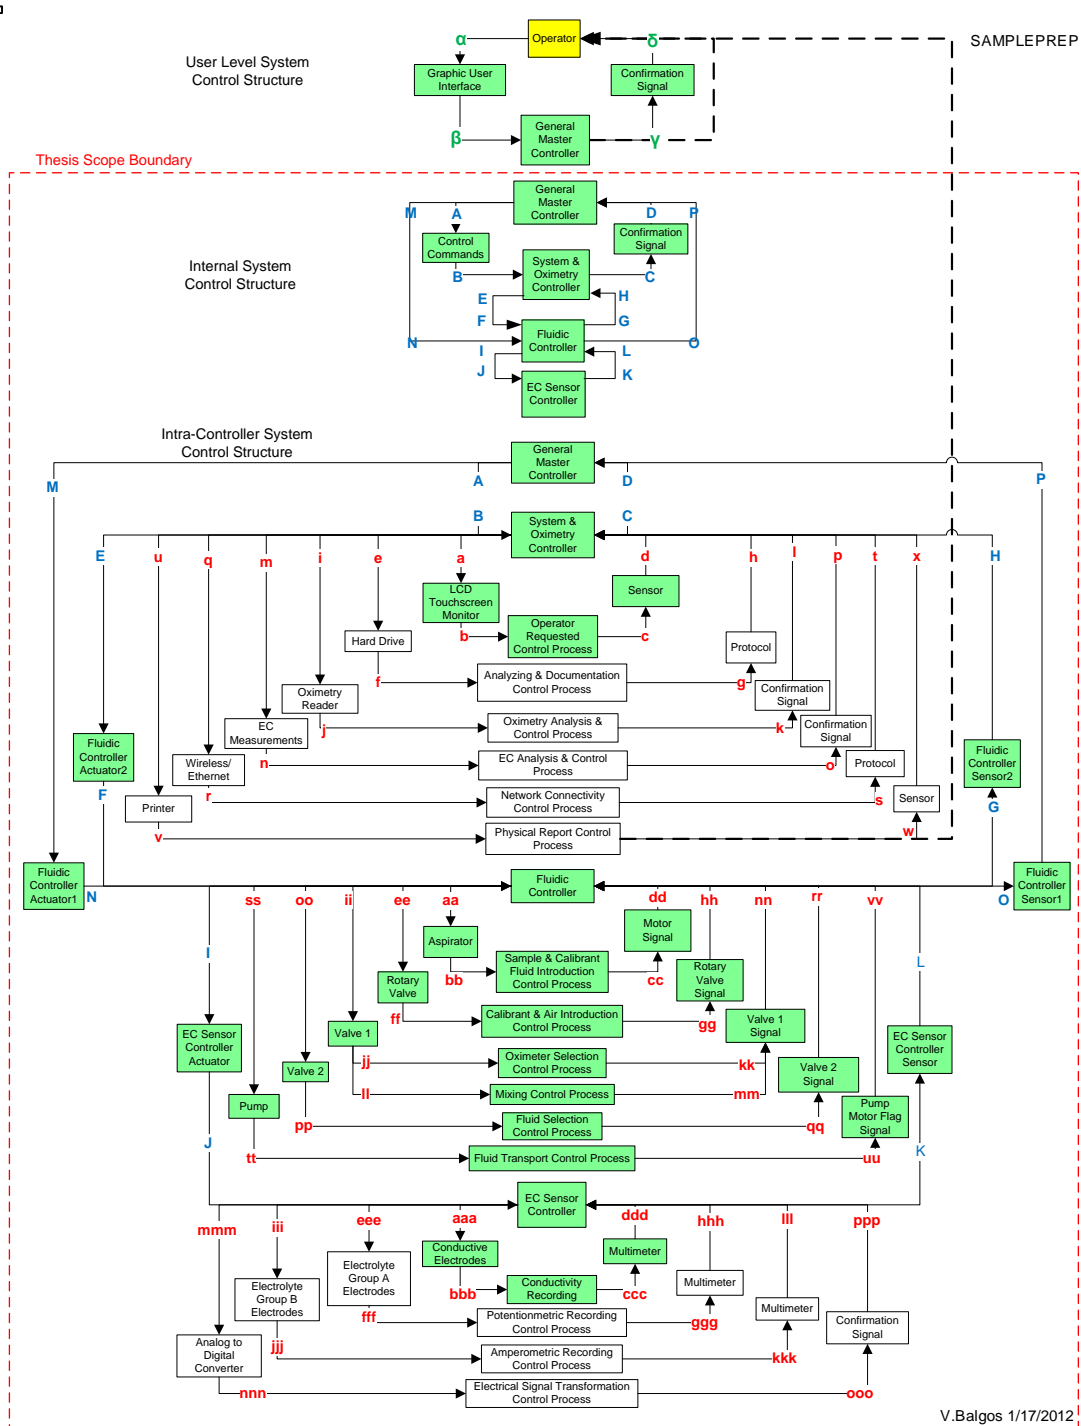 α
Operator
δ
SAMPLEPREP
User Level System
Control Structure
Graphic User
Interface
Confirmation
Signal
β
General
Master
Controller
γ
Thesis Scope Boundary
M
A
General
Master
Controller
D
P
Control
Commands
Confirmation
Signal
Internal System
Control Structure
B
System &
Oximetry
Controller
C
E
H
F
G
N
Fluidic
Controller
O
I
L
J
K
EC Sensor
Controller
Intra-Controller System
Control Structure
General
Master
Controller
M
A
D
P
B
System &
Oximetry
Controller
C
E
u
q
m
i
e
a
d
h
l
p
t
x
H
LCD
Touchscreen
Monitor
Sensor
b
Operator
Requested
Control Process
c
Hard Drive
Protocol
f
Analyzing & Documentation
Control Process
g
Oximetry
Reader
Confirmation
Signal
j
Oximetry Analysis &
Control Process
k
EC
Measurements
Confirmation
Signal
n
EC Analysis & Control
Process
o
Fluidic
Controller
Actuator2
Wireless/
Ethernet
Protocol
Fluidic
Controller
Sensor2
F
r
Network Connectivity
Control Process
s
G
Printer
Sensor
v
Physical Report Control
Process
w
Fluidic
Controller
Actuator1
N
Fluidic
Controller
O
Fluidic
Controller
Sensor1
ss
oo
ii
ee
aa
dd
hh
nn
rr
vv
I
L
Aspirator
Motor
Signal
bb
Sample & Calibrant
Fluid Introduction
Control Process
cc
Rotary
Valve
Rotary
Valve
Signal
ff
Calibrant & Air Introduction
Control Process
gg
EC Sensor
Controller
Actuator
Valve 1
Valve 1
Signal
EC Sensor
Controller
Sensor
jj
Oximeter Selection
Control Process
kk
Valve 2
Valve 2
Signal
ll
Mixing Control Process
mm
Pump
Pump
Motor Flag
Signal
pp
Fluid Selection
Control Process
qq
J
K
tt
Fluid Transport Control Process
uu
EC Sensor
Controller
mmm
iii
eee
aaa
ddd
hhh
lll
ppp
Conductive
Electrodes
Multimeter
bbb
Conductivity
Recording
ccc
Electrolyte
Group A
Electrodes
Multimeter
fff
Potentionmetric Recording
Control Process
ggg
Electrolyte
Group B
Electrodes
Multimeter
jjj
Amperometric Recording
Control Process
kkk
Analog to
Digital
Converter
Confirmation
Signal
nnn
Electrical Signal Transformation
Control Process
ooo
V.Balgos 1/17/2012